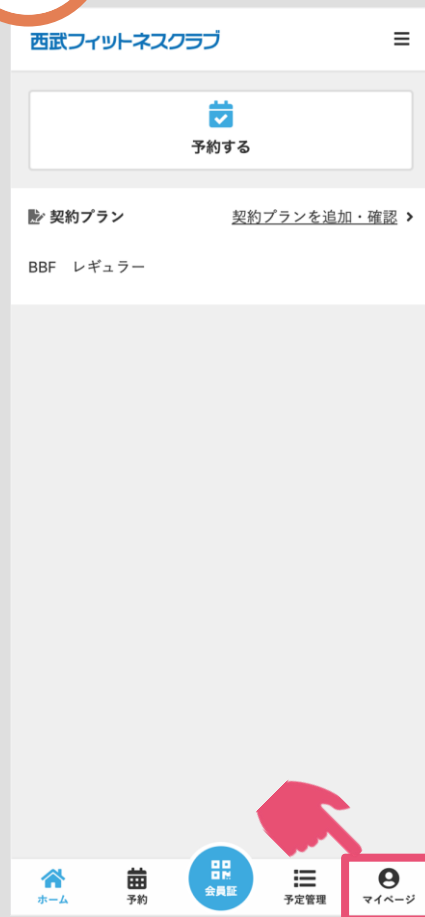 西武フィットネスクラブ
予約する
契約プラン
契約プランを追加・確認
BBF レギュラー
ホーム
予約
会員証
予定管理
マイページ